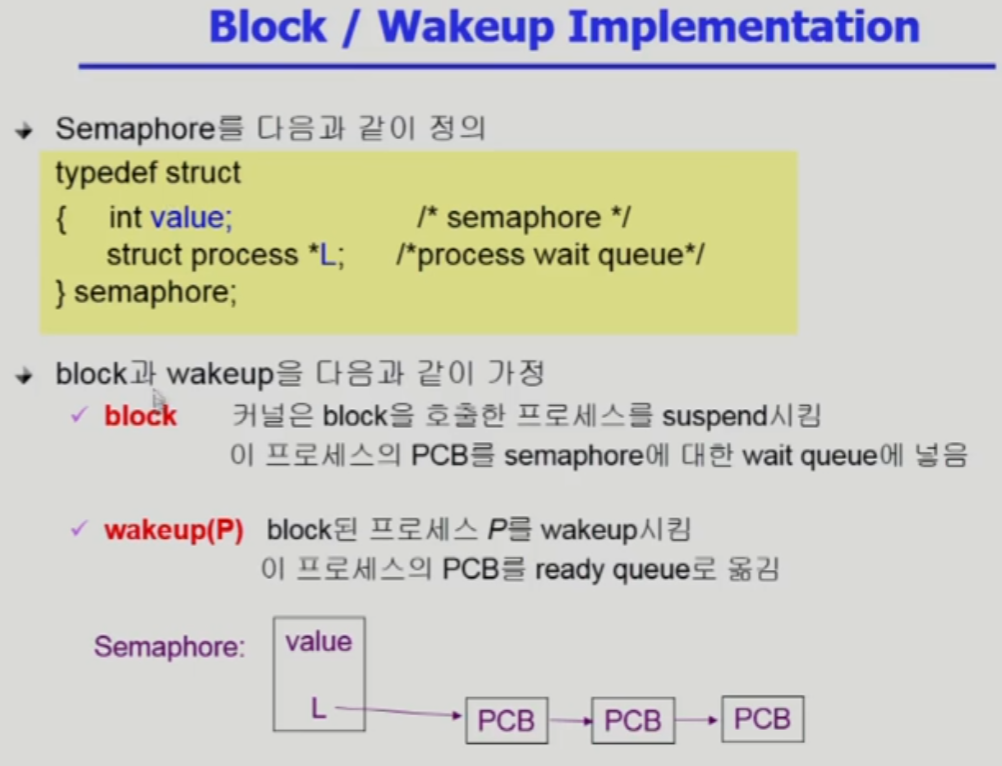 Block / Wakeup Implementation
Semaphore를 다음과 같이 정의
typedef struct
{ int value; /* semaphore */
struct process *L; /*process wait queue*/
} semaphore;
block과 wakeup을 다음과 같이 가정
✓ block 커널은 block을 호출한 프로세스를 suspend시킴
이 프로세스의 PCB를 semaphore에 대한 wait queue에 넣음
✓ wakeup(P) block된 프로세스 P를 wakeup시킴
이 프로세스의 PCB를 ready queue로 옮김
Semaphore: value
L PCB PCB PCB